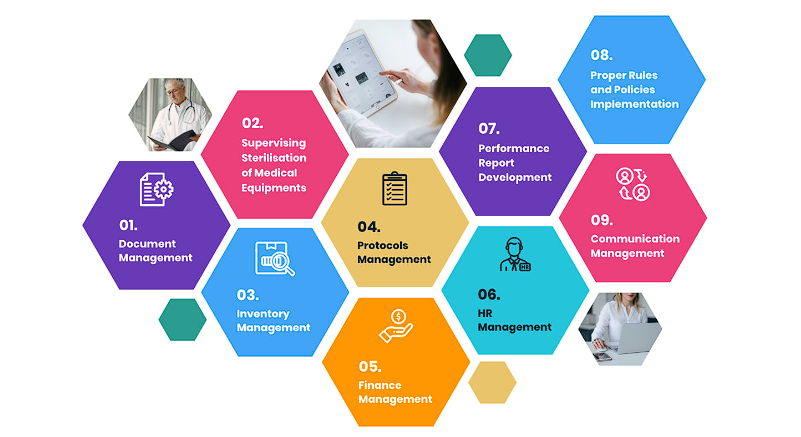 01.
Document
Management
02.
Supervising
Sterilisation
of Medical
Equipments
03.
Inventory
Management
04.
Protocols
Management
05.
Finance
Management
06.
HR
Management
HR
07.
Performance
Report
Development
08.
Proper Rules
and Policies
Implementation
09.
Communication
Management